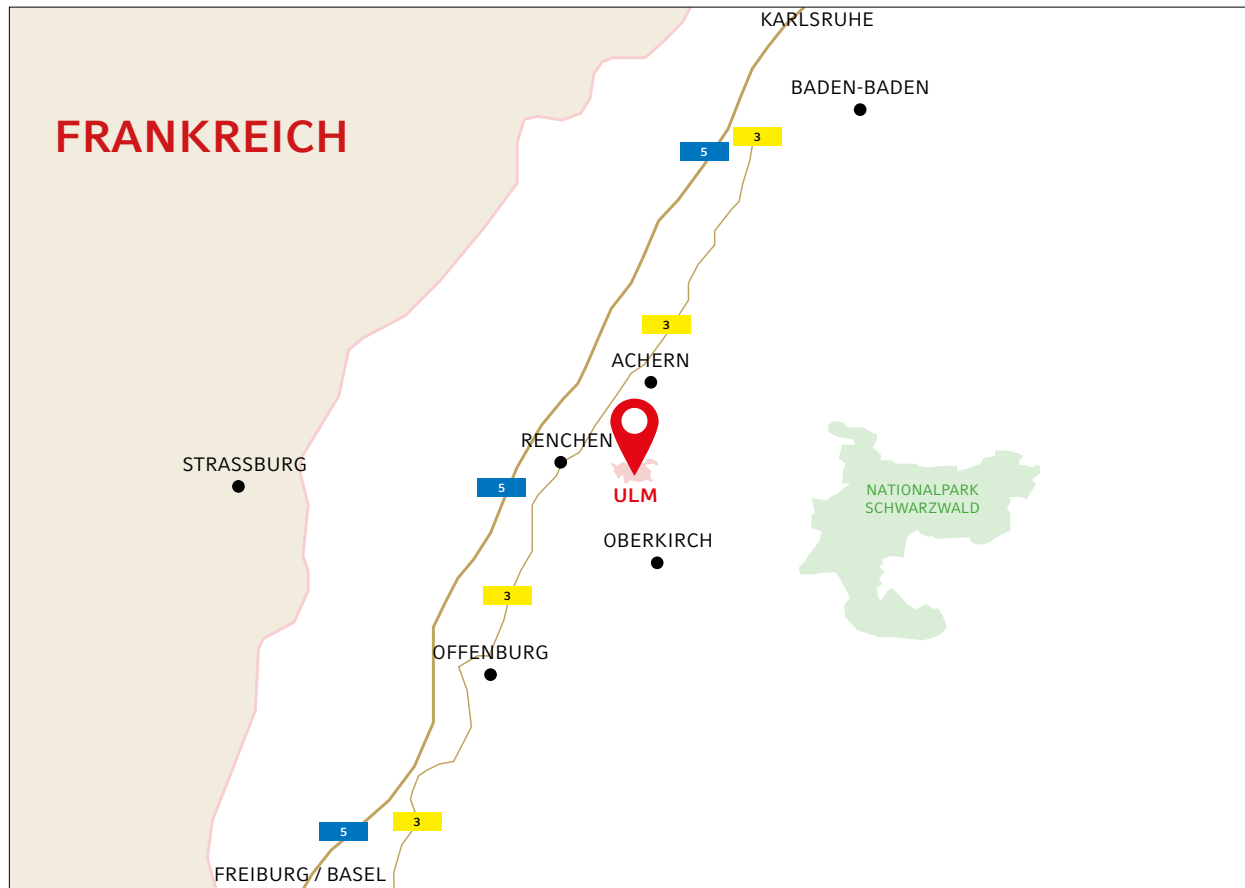 KARLSRUHE
BADEN-BADEN
FRANKREICH
3
5
3
ACHERN
RENCHEN
STRASSBURG
5
ULM
NATIONALPARK
SCHWARZWALD
OBERKIRCH
3
OFFENBURG
3
5
FREIBURG / BASEL